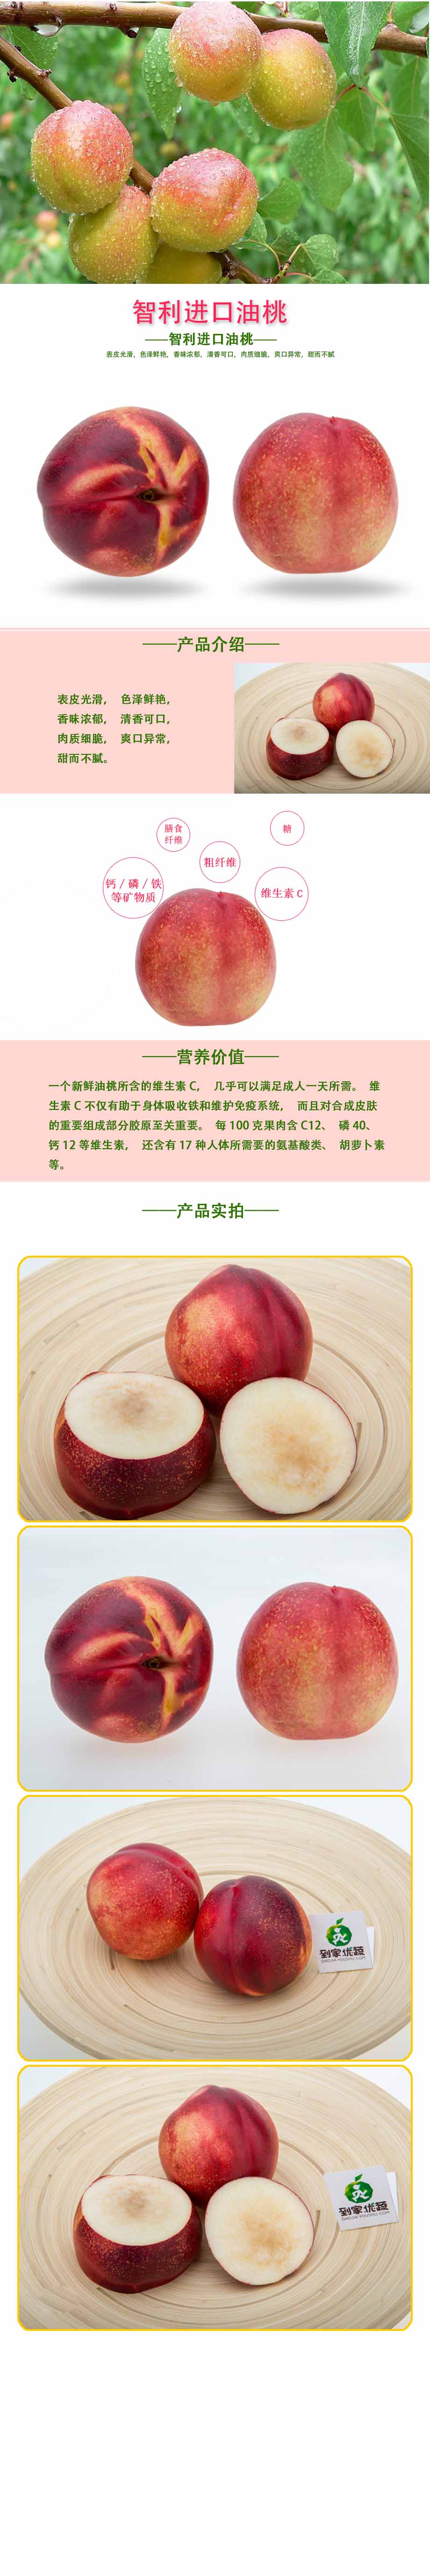 智利进口油桃
——智利进口油桃——
表皮光滑，色泽鲜艳，香味浓郁，清香可口，肉质细脆，爽口异常，甜而不腻
——产品介绍——
表皮光滑， 色泽鲜艳，
香味浓郁， 清香可口，
肉质细脆， 爽口异常，
甜而不腻。
膳食
纤维
糖
粗纤维
钙／磷／铁
等矿物质
维生素 C
——营养价值——
一个新鲜油桃所含的维生素 C， 几乎可以满足成人一天所需。 维
生素 C 不仅有助于身体吸收铁和维护免疫系统， 而且对合成皮肤
的重要组成部分胶原至关重要。 每 100 克果肉含 C12、 磷 40、
钙 12 等维生素， 还含有 17 种人体所需要的氨基酸类、 胡萝卜素
等。
——产品实拍——
到家优蔬
DAOJIA YOUSHU.COM
到家优蔬
DAOJIA YOUSHU.COM